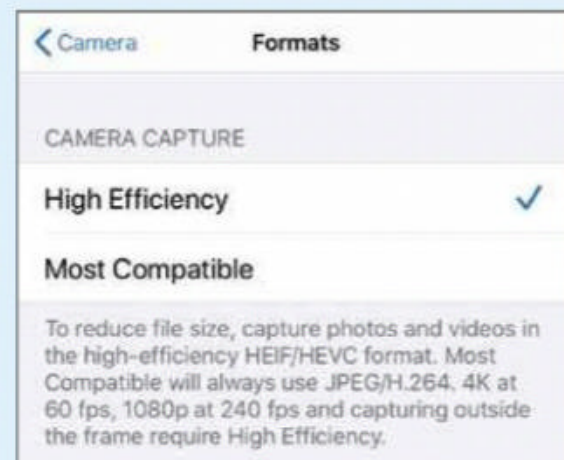 Camera
Formats
CAMERA CAPTURE
High Efficiency
Most Compatible
To reduce file size, capture photos and videos in
the high-efficiency HEIF/HEVC format. Most
Compatible will always use JPEG/H.264. 4K at
60 fps, 1080p at 240 fps and capturing outside
the frame require High Efficiency.